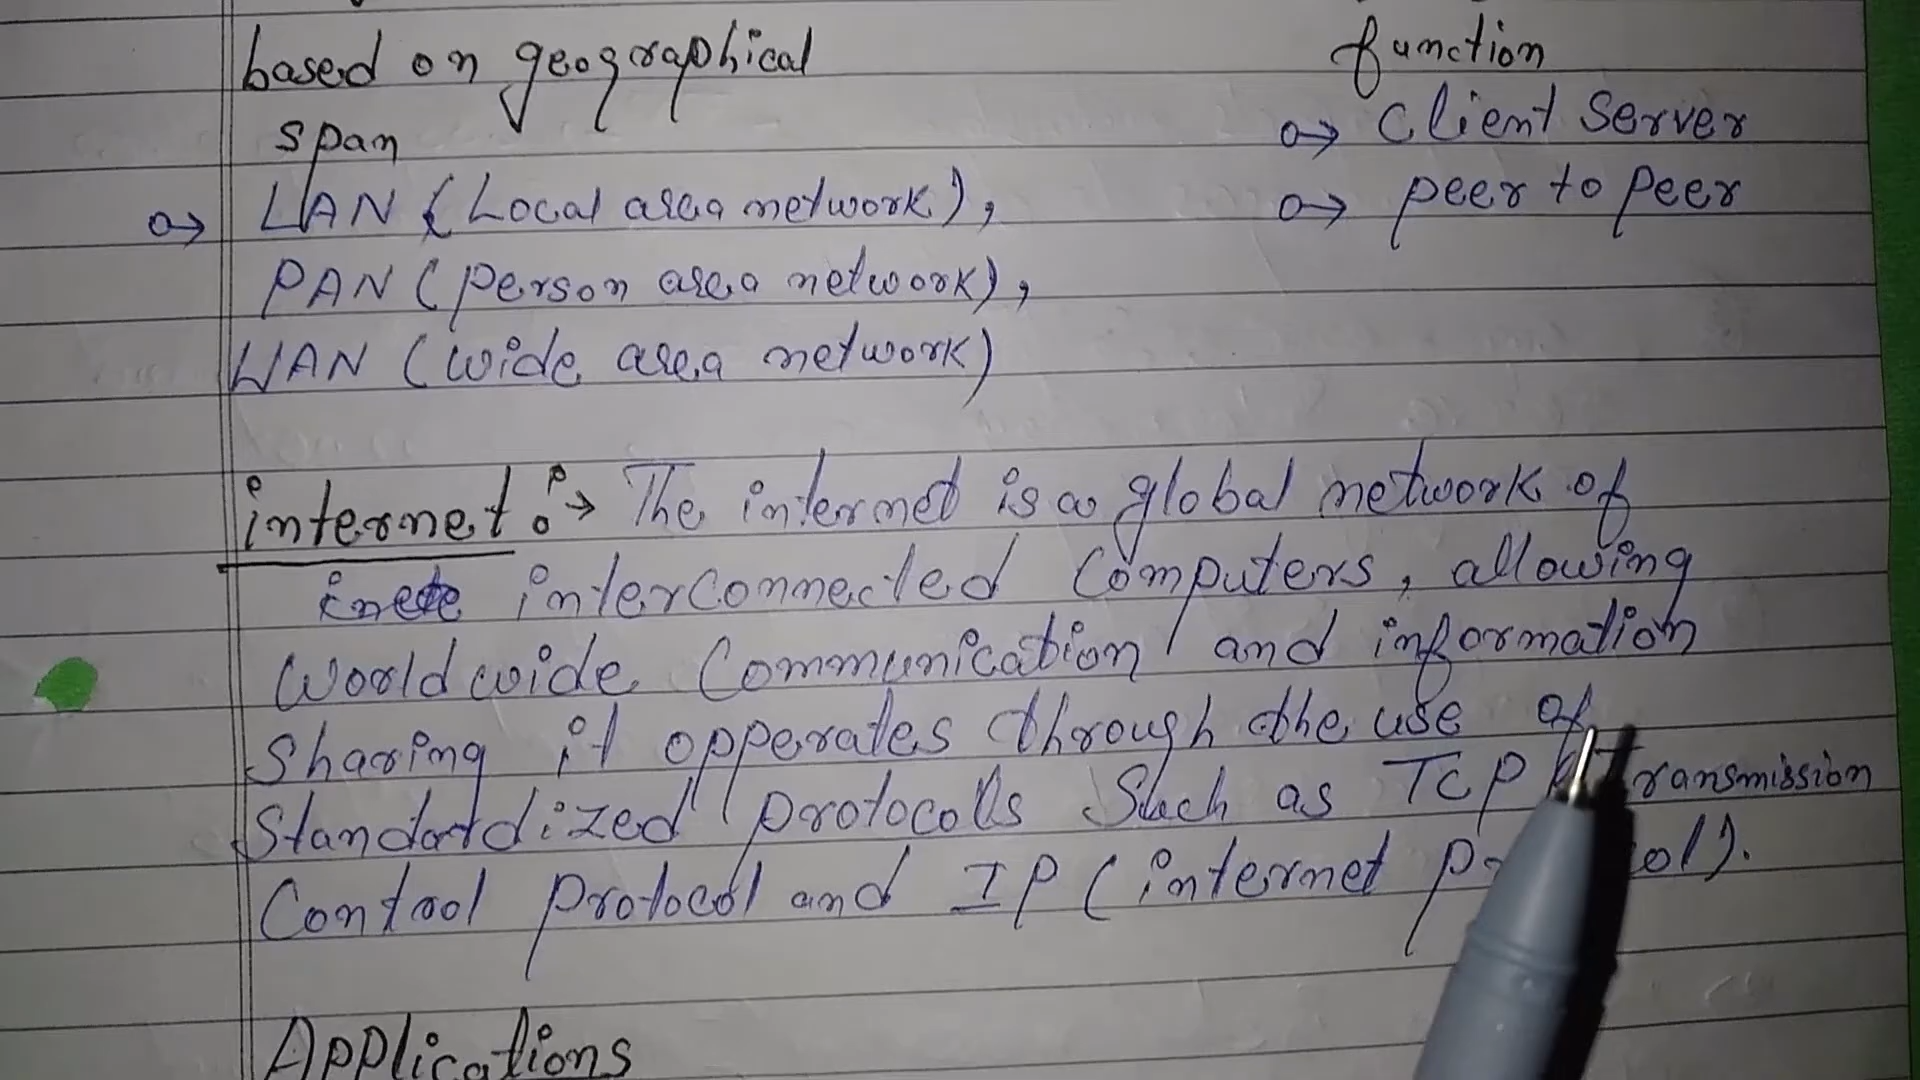 based on geographical
span
LAN (Local area network),
PAN (person area network),
WAN (wide area network)
function
Client Server
peer to peer
internet :→ The internet is a global network of
interconnected Computers, allowing
worldwide Communication and information
Sharing it opperates through the use of
Standardized protocolls Such as TCP (Transmission
Control protocol and IP (internet p ol).
Applications